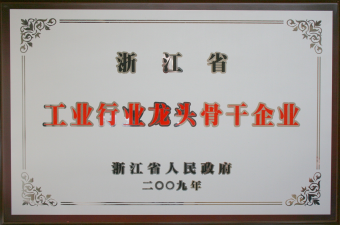 浙江省
工业行业龙头骨干企业
浙江省人民政府
二〇〇九年